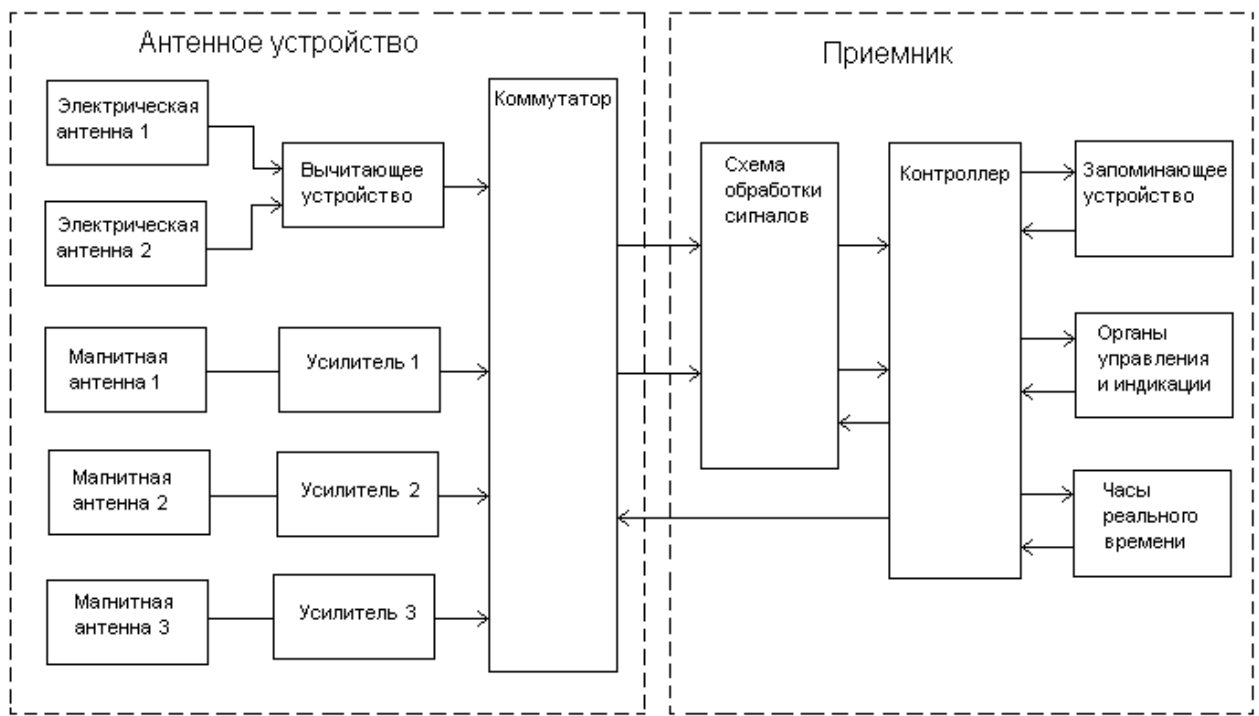 Антенное устройство
Электрическая
антенна 1
Электрическая
антенна 2
Вычитающее
устройство
Магнитная
антенна 1
Усилитель 1
Магнитная
антенна 2
Усилитель 2
Магнитная
антенна 3
Усилитель 3
Коммутатор
Приемник
Схема
обработки
сигналов
Контроллер
Запоминающее
устройство
Органы
управления
и индикации
Часы
реального
времени